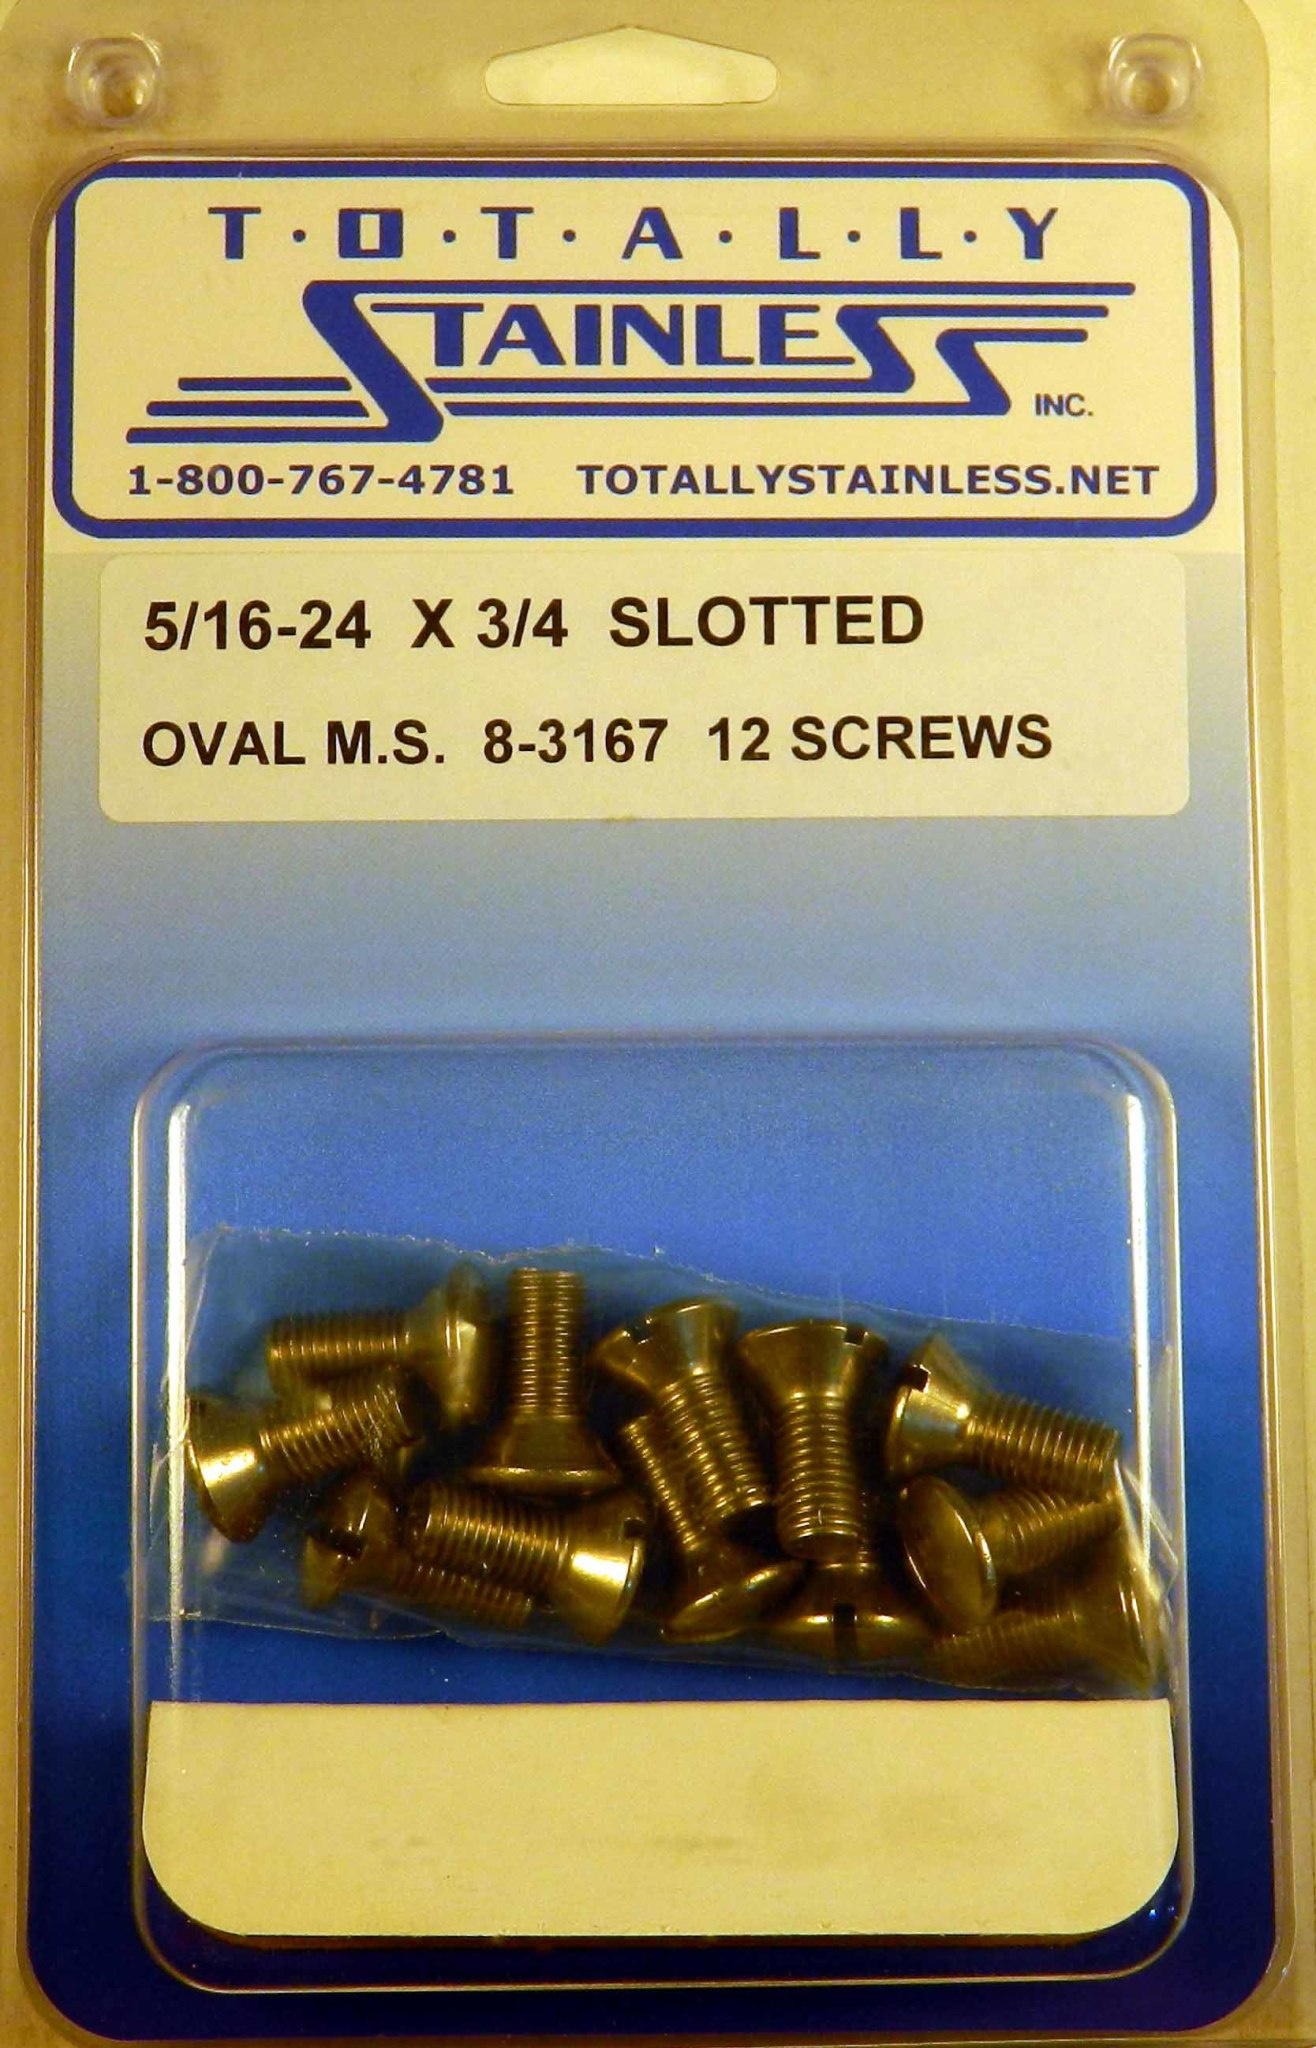 T·O·T·A·L·L·Y
STAINLESS INC.
1-800-767-4781 TOTALLYSTAINLESS.NET
5/16-24 X 3/4 SLOTTED
OVAL M.S. 8-3167 12 SCREWS